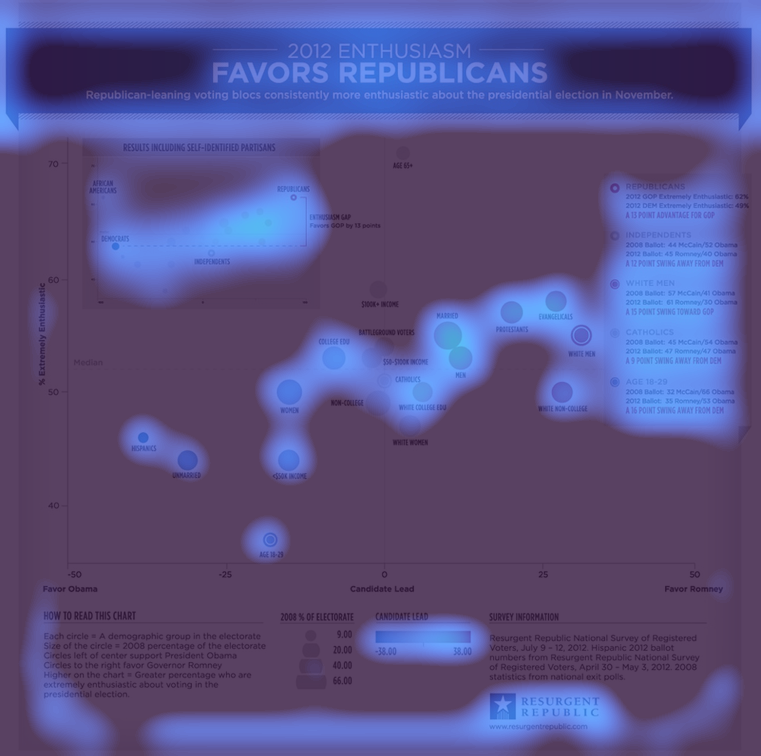 2012 ENTHUSIASM
FAVORS REPUBLICANS
Republican-leaning voting blocs consistently more enthusiastic about the presidential election in November.
RESULTS INCLUDING SELF-IDENTIFIED PARTISANS
AFRICAN
AMERICANS
REPUBLICANS
ENTHUSIASM GAP
Favors GOP by 13 points
DEMOCRATS
INDEPENDENTS
70
AGE 65+
60
$100K+ INCOME
% Extremely Enthusiastic
BATTLEGROUND VOTERS
MARRIED
PROTESTANTS
EVANGELICALS
WHITE MEN
COLLEGE EDU
$50-$100K INCOME
MEN
Median
CATHOLICS
50
WOMEN
NON-COLLEGE
WHITE COLLEGE EDU
WHITE NON-COLLEGE
WHITE WOMEN
HISPANICS
UNMARRIED
<$50K INCOME
40
AGE 18-29
-50
-25
0
25
50
Favor Obama
Candidate Lead
Favor Romney
REPUBLICANS
2012 GOP Extremely Enthusiastic: 62%
2012 DEM Extremely Enthusiastic: 49%
A 13 POINT ADVANTAGE FOR GOP
INDEPENDENTS
2008 Ballot: 44 McCain/52 Obama
2012 Ballot: 45 Romney/40 Obama
A 12 POINT SWING AWAY FROM DEM
WHITE MEN
2008 Ballot: 57 McCain/41 Obama
2012 Ballot: 61 Romney/30 Obama
A 15 POINT SWING TOWARD GOP
CATHOLICS
2008 Ballot: 45 McCain/54 Obama
2012 Ballot: 47 Romney/47 Obama
A 9 POINT SWING AWAY FROM DEM
AGE 18-29
2008 Ballot: 32 McCain/66 Obama
2012 Ballot: 35 Romney/53 Obama
A 16 POINT SWING AWAY FROM DEM
HOW TO READ THIS CHART
Each circle = A demographic group in the electorate
Size of the circle = 2008 percentage of the electorate
Circles left of center support President Obama
Circles to the right favor Governor Romney
Higher on the chart = Greater percentage who are
extremely enthusiastic about voting in the
presidential election.
2008 % OF ELECTORATE
9.00
20.00
40.00
66.00
CANDIDATE LEAD
-38.00
38.00
SURVEY INFORMATION
Resurgent Republic National Survey of Registered
Voters, July 9 – 12, 2012. Hispanic 2012 ballot
numbers from Resurgent Republic National Survey
of Registered Voters, April 30 – May 3, 2012. 2008
statistics from national exit polls.
RESURGENT
REPUBLIC
www.resurgentrepublic.com